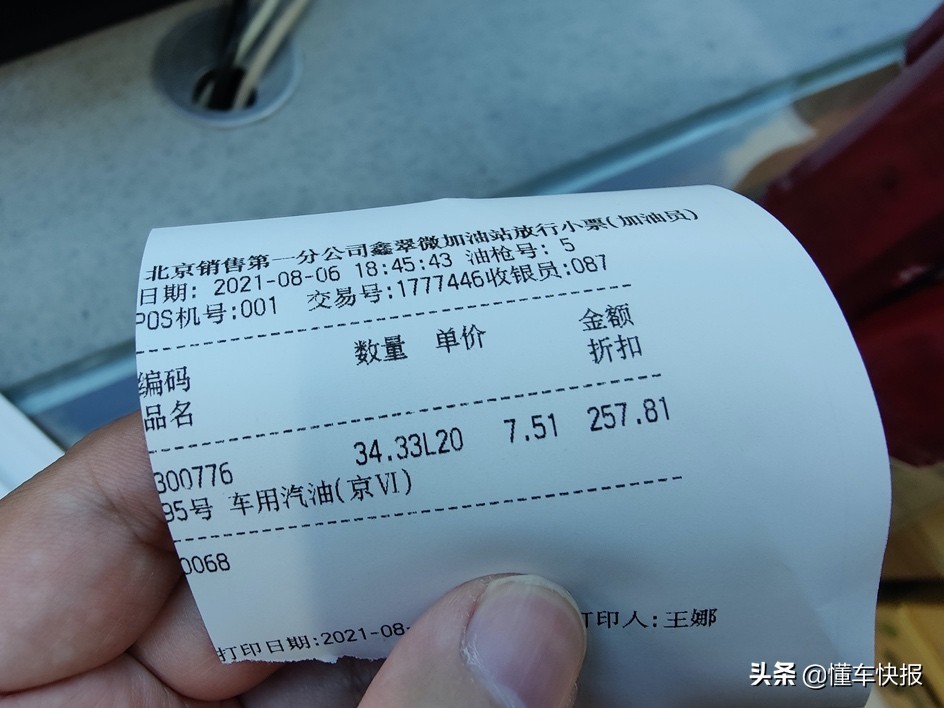 北京销售第一分公司鑫翠微加油站放行小票(加油员)
日期: 2021-08-06 18:45:43 油枪号: 5
POS机号:001 交易号:1777446收银员:087
数量 单价 金额
编码 折扣
品名
300776 34.33L20 7.51 257.81
95号 车用汽油(京Ⅵ)
0068
打印日期:2021-08- 印人:王娜
头条 @懂车快报